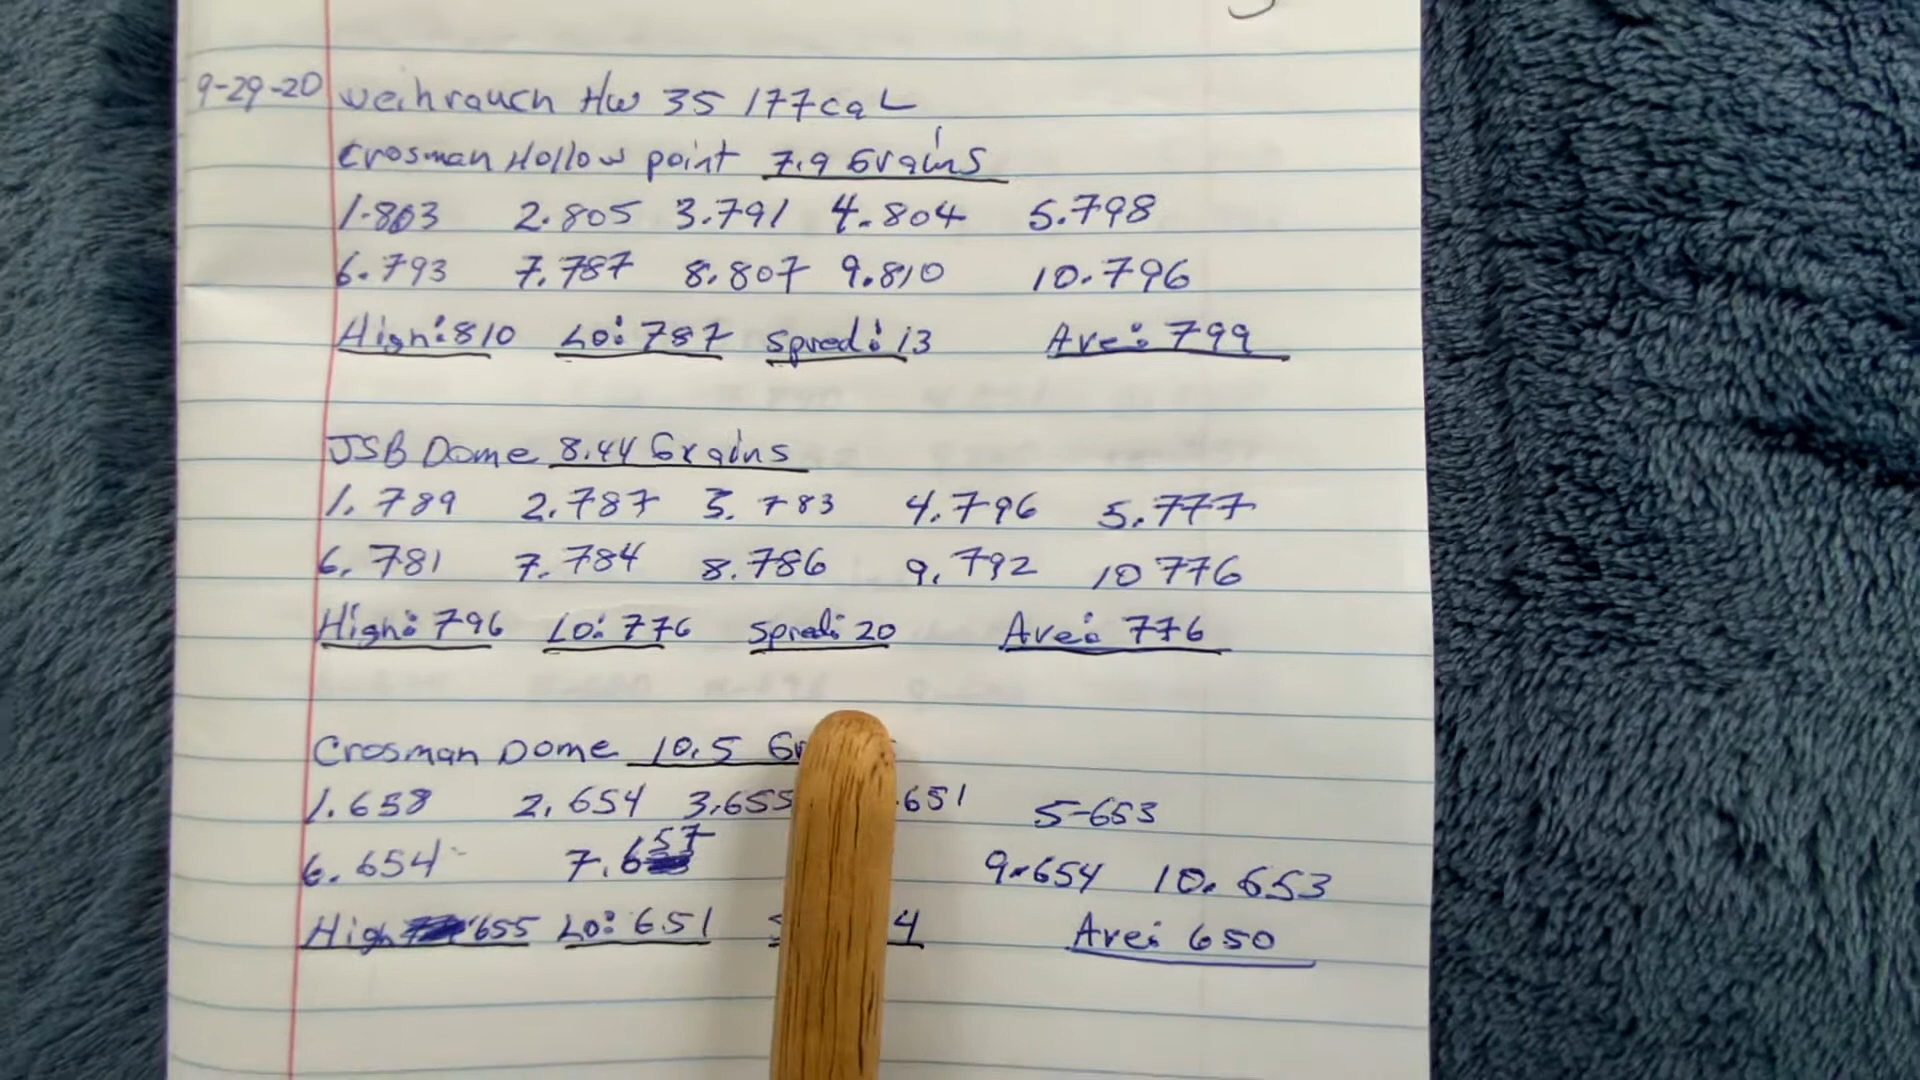 9-29-20 Weihrauch HW 35 177caL
Crosman Hollow point 7.9 Grains
1-803 2.805 3.791 4.804 5.798
6.793 7.787 8.807 9.810 10.796
High:810 Lo:787 Spred:13 Ave: 799
JSB Dome 8.44 Grains
1.789 2.787 3.783 4.796 5.777
6.781 7.784 8.786 9.792 10 776
High: 796 Lo: 776 Spred: 20 Ave: 776
Crosman Dome 10.5
1.658 2.654 3.655 .651 5-653
6.654 7.657 9-654 10.653
High 655 Lo: 651 4 Ave: 650